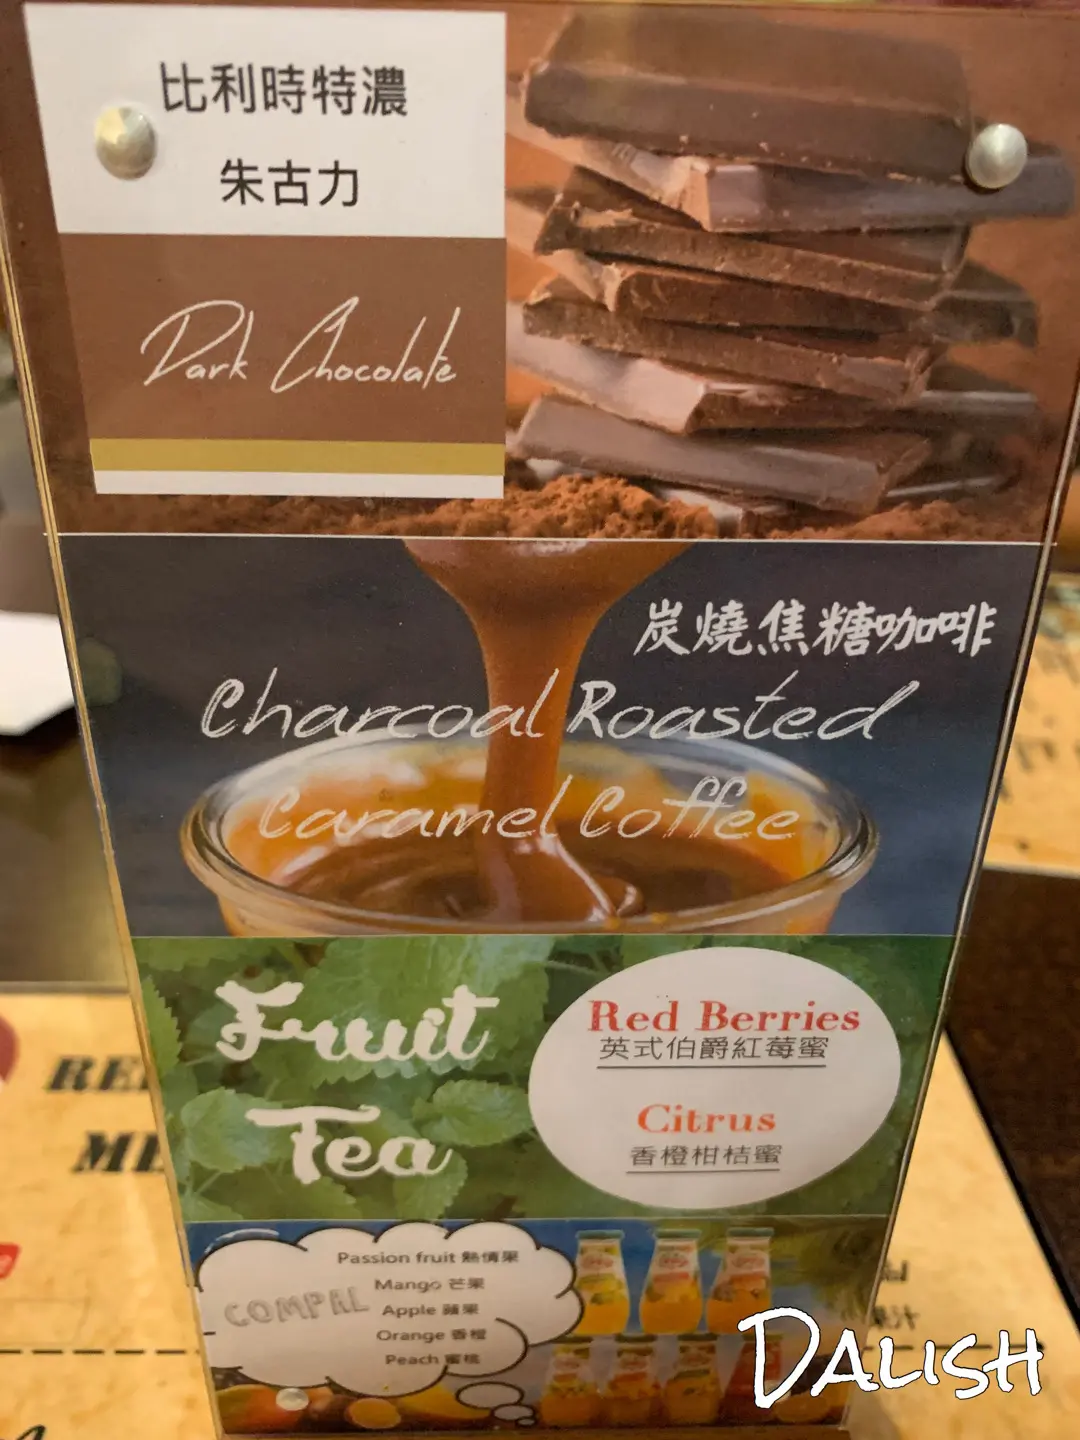 比利時特濃
朱古力
Dark Chocolate
炭燒焦糖咖啡
Charcoal Roasted
Caramel Coffee
Fruit
Tea
Red Berries
英式伯爵紅莓蜜
Citrus
香橙柑桔蜜
COMPAL
Passion fruit 熱情果
Mango 芒果
Apple 蘋果
Orange 香橙
Peach 蜜桃
DALISH